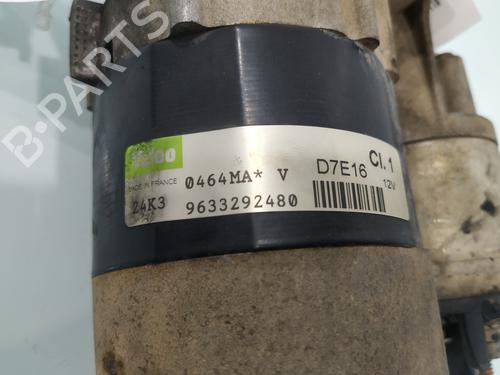 B-PARTS
MADE IN FRANCE
0464MA* V
D7E16
Cl.1
12V
24K3
9633292480